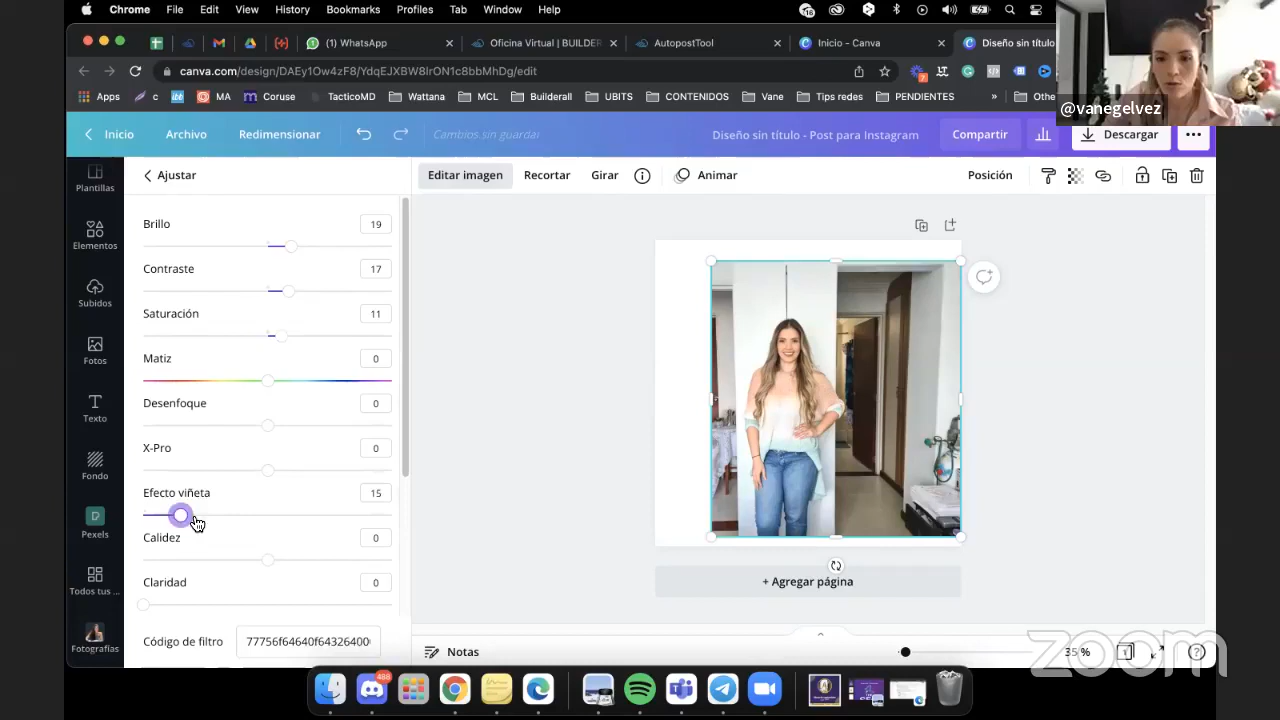 Chrome File Edit View History Bookmarks Profiles Tab Window Help
16
(1) WhatsApp
Oficina Virtual | BUILDER
AutopostTool
Inicio - Canva
Diseño sin título
@vanegelvez
canva.com/design/DAEy1Ow4zF8/YdqEJXBW8IrON1c8bbMhDg/edit
7
Apps
c
MA
Coruse
TacticoMD
Wattana
MCL
Builderall
UBITS
CONTENIDOS
Vane
Tips redes
PENDIENTES
»
Inicio
Archivo
Redimensionar
Cambios sin guardar
Diseño sin título - Post para Instagram
Compartir
Descargar
Plantillas
Elementos
Subidos
Fotos
Texto
Fondo
Pexels
Todos tus ...
Fotografías
Ajustar
Brillo 19
Contraste 17
Saturación 11
Matiz 0
Desenfoque 0
X-Pro 0
Efecto viñeta 15
Calidez 0
Claridad 0
Código de filtro 77756f64640f64326400
Editar imagen
Recortar
Girar
Animar
Posición
+ Agregar página
Notas
35 %
1
zoom
488